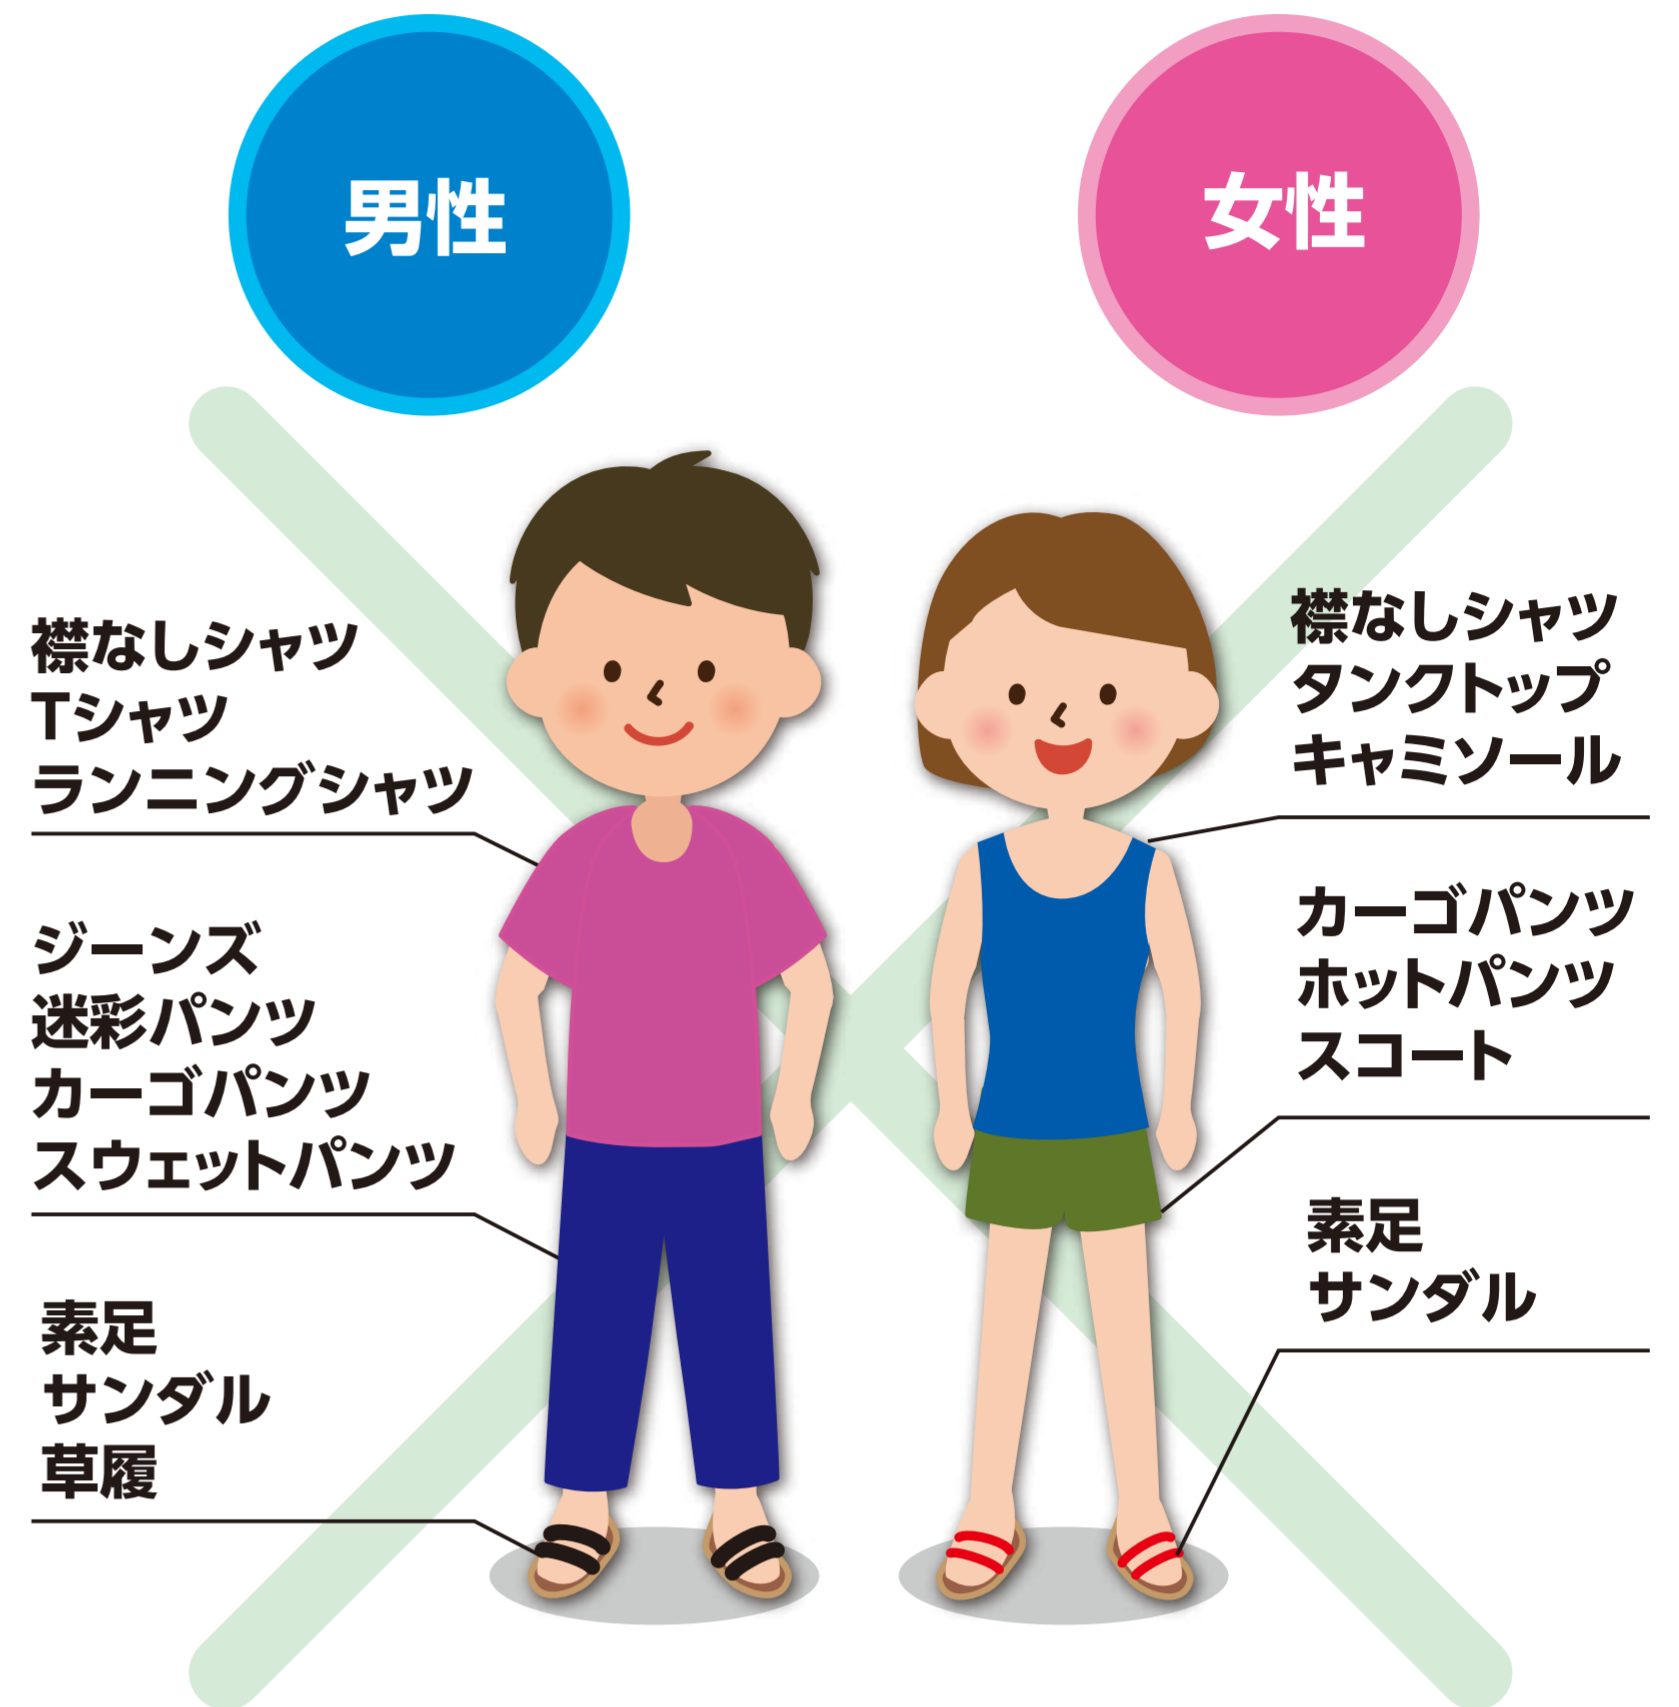 男性
襟なしシャツ
Tシャツ
ランニングシャツ
ジーンズ
迷彩パンツ
カーゴパンツ
スウェットパンツ
素足
サンダル
草履
女性
襟なしシャツ
タンクトップ
キャミソール
カーゴパンツ
ホットパンツ
スコート
素足
サンダル